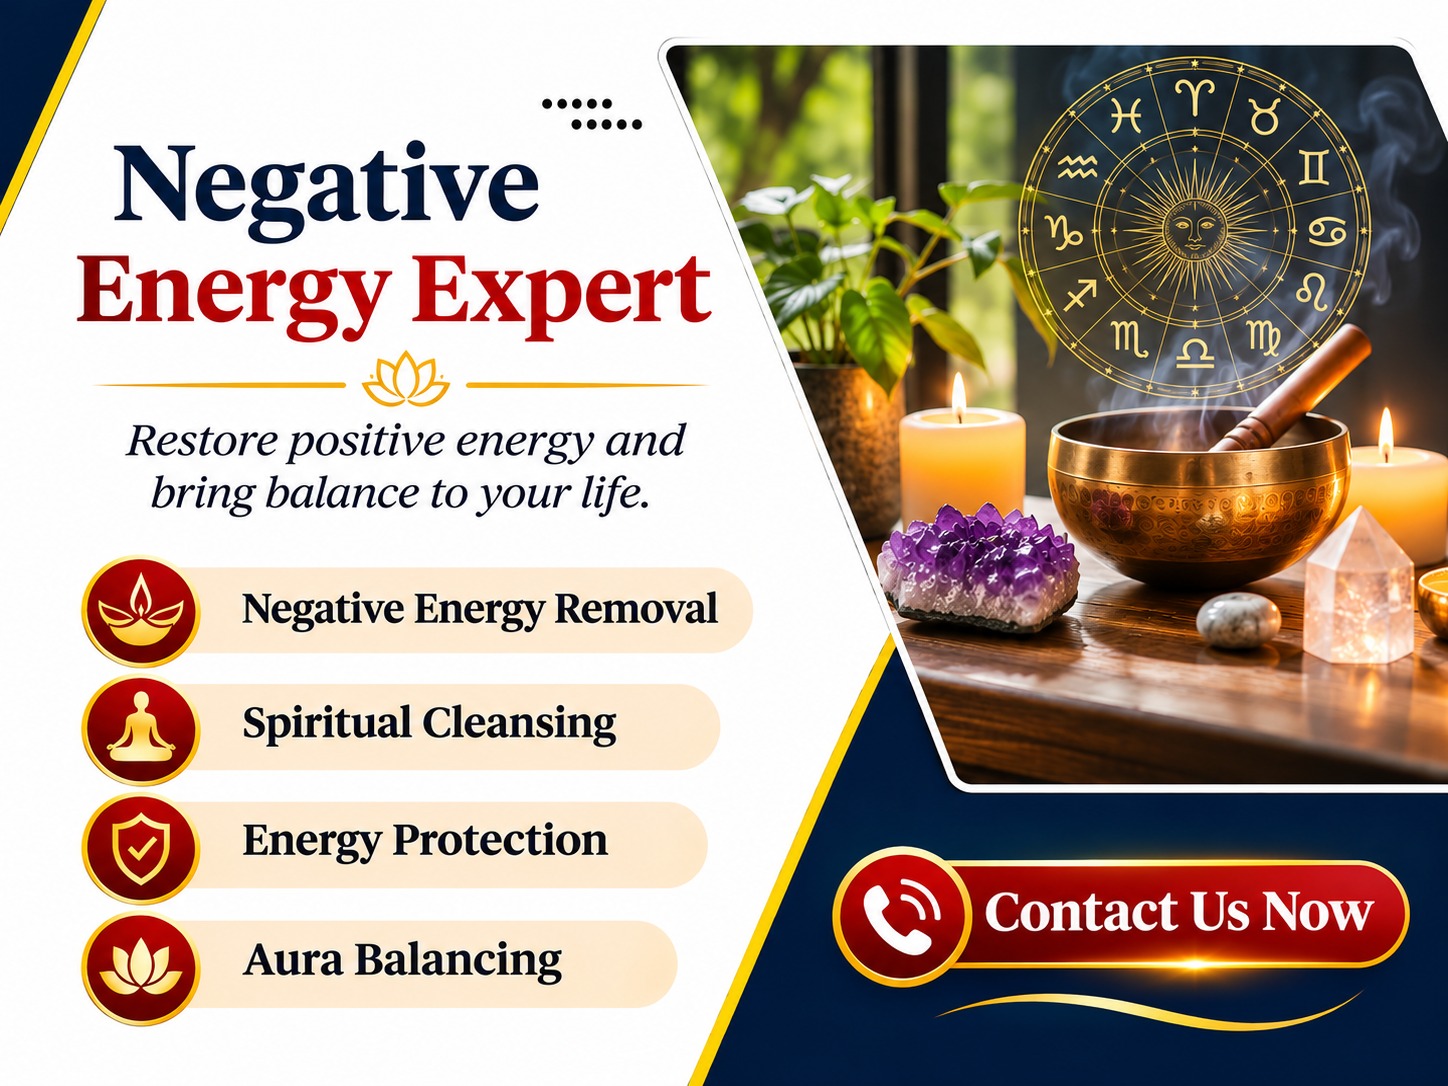 Negative
Energy Expert
Restore positive energy and
bring balance to your life.
Negative Energy Removal
Spiritual Cleansing
Energy Protection
Aura Balancing
Contact Us Now